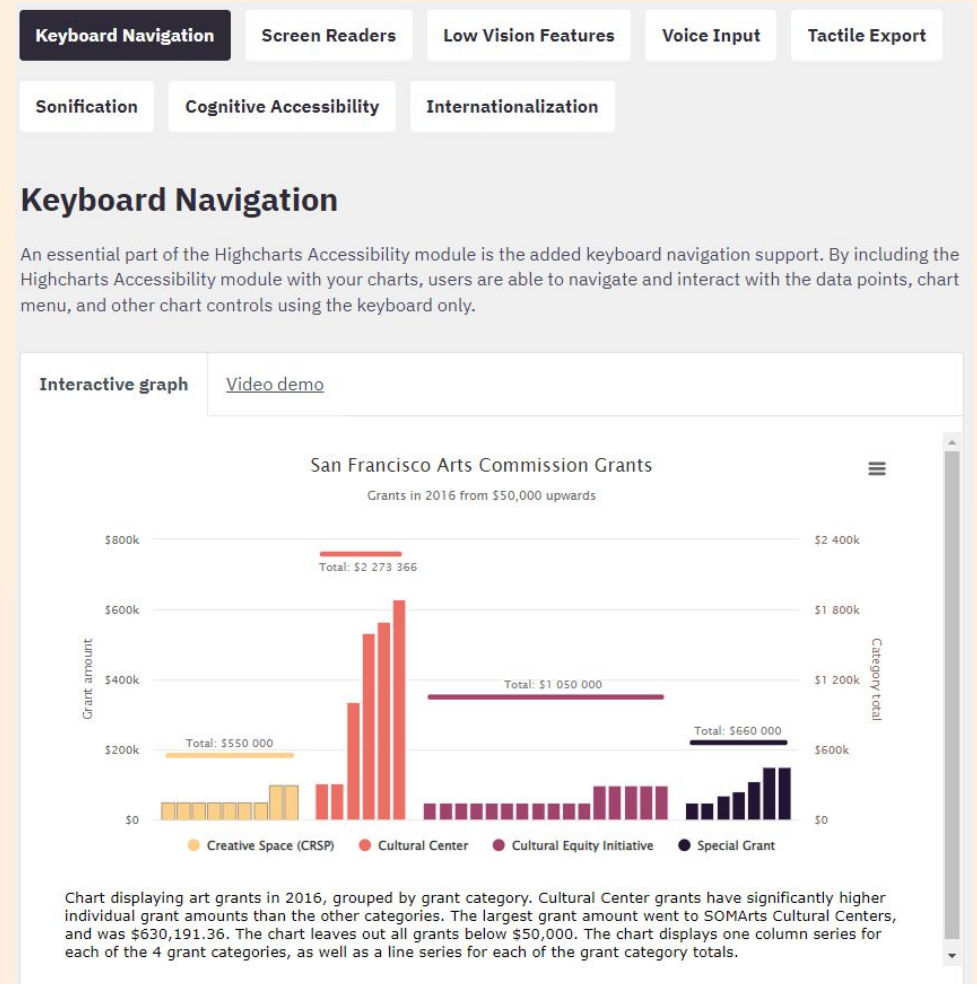 Keyboard Navigation Screen Readers Low Vision Features Voice Input Tactile Export
Sonification Cognitive Accessibility Internationalization
Keyboard Navigation
An essential part of the Highcharts Accessibility module is the added keyboard navigation support. By including the
Highcharts Accessibility module with your charts, users are able to navigate and interact with the data points, chart
menu, and other chart controls using the keyboard only.
Interactive graph Video demo
San Francisco Arts Commission Grants
Grants in 2016 from $50,000 upwards
$800k $2 400k
Total: $2 273 366
$600k $1 800k
Grant amount
Category total
$400k $1 200k
Total: $1 050 000
Total: $660 000
Total: $550 000
$200k $600k
$0 $0
Creative Space (CRSP) Cultural Center Cultural Equity Initiative Special Grant
Chart displaying art grants in 2016, grouped by grant category. Cultural Center grants have significantly higher
individual grant amounts than the other categories. The largest grant amount went to SOMArts Cultural Centers,
and was $630,191.36. The chart leaves out all grants below $50,000. The chart displays one column series for
each of the 4 grant categories, as well as a line series for each of the grant category totals.